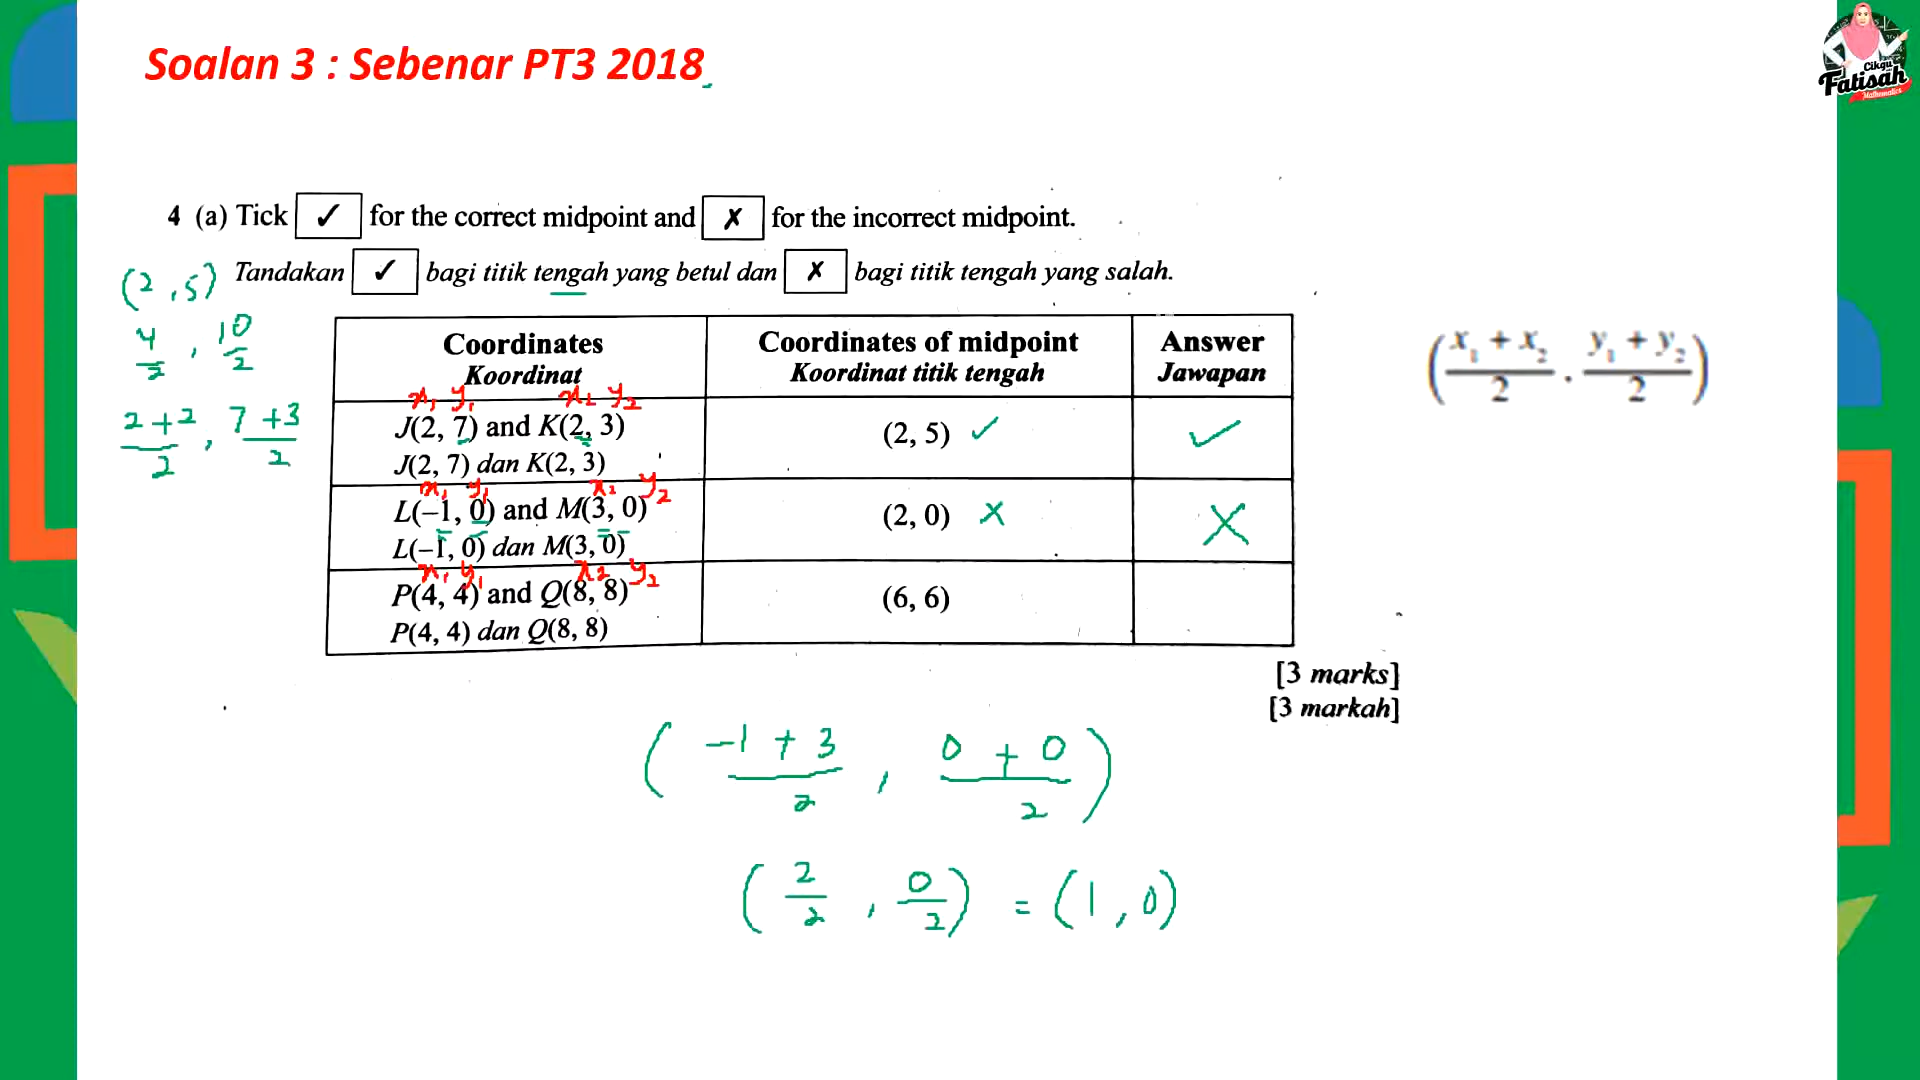 Soalan 3 : Sebenar PT3 2018
Cikgu
Fatisah
Mathematics
4 (a) Tick ✓ for the correct midpoint and ✗ for the incorrect midpoint.
Tandakan ✓ bagi titik tengah yang betul dan ✗ bagi titik tengah yang salah.
(2 , 5)
4/2 , 10/2
2+2/2 , 7+3/2
(x₁ + x₂/2 . y₁ + y₂/2)
Coordinates Coordinates of midpoint Answer
Koordinat Koordinat titik tengah Jawapan
x₁ y₁ x₂ y₂
J(2, 7) and K(2, 3) (2, 5) ✓ ✓
J(2, 7) dan K(2, 3)
x₁ y₁ x₂ y₂
L(−1, 0) and M(3, 0) (2, 0) ✗ ✗
L(−1, 0) dan M(3, 0)
x₁ y₁ x₂ y₂
P(4, 4) and Q(8, 8) (6, 6)
P(4, 4) dan Q(8, 8)
[3 marks]
[3 markah]
(−1 + 3/2 , 0 + 0/2)
(2/2 , 0/2) = (1 , 0)